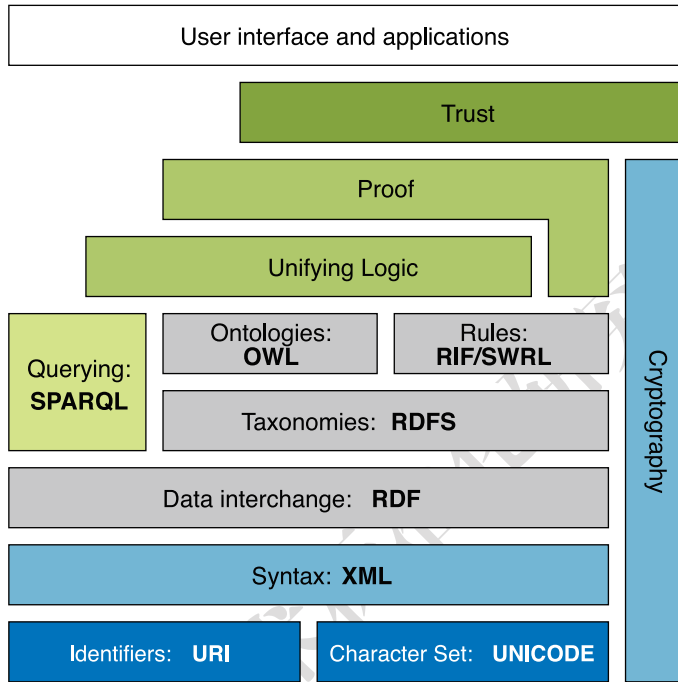 User interface and applications
Trust
Proof
Unifying Logic
Querying:
SPARQL
Ontologies:
OWL
Rules:
RIF/SWRL
Taxonomies: RDFS
Data interchange: RDF
Syntax: XML
Identifiers: URI
Character Set: UNICODE
Cryptography